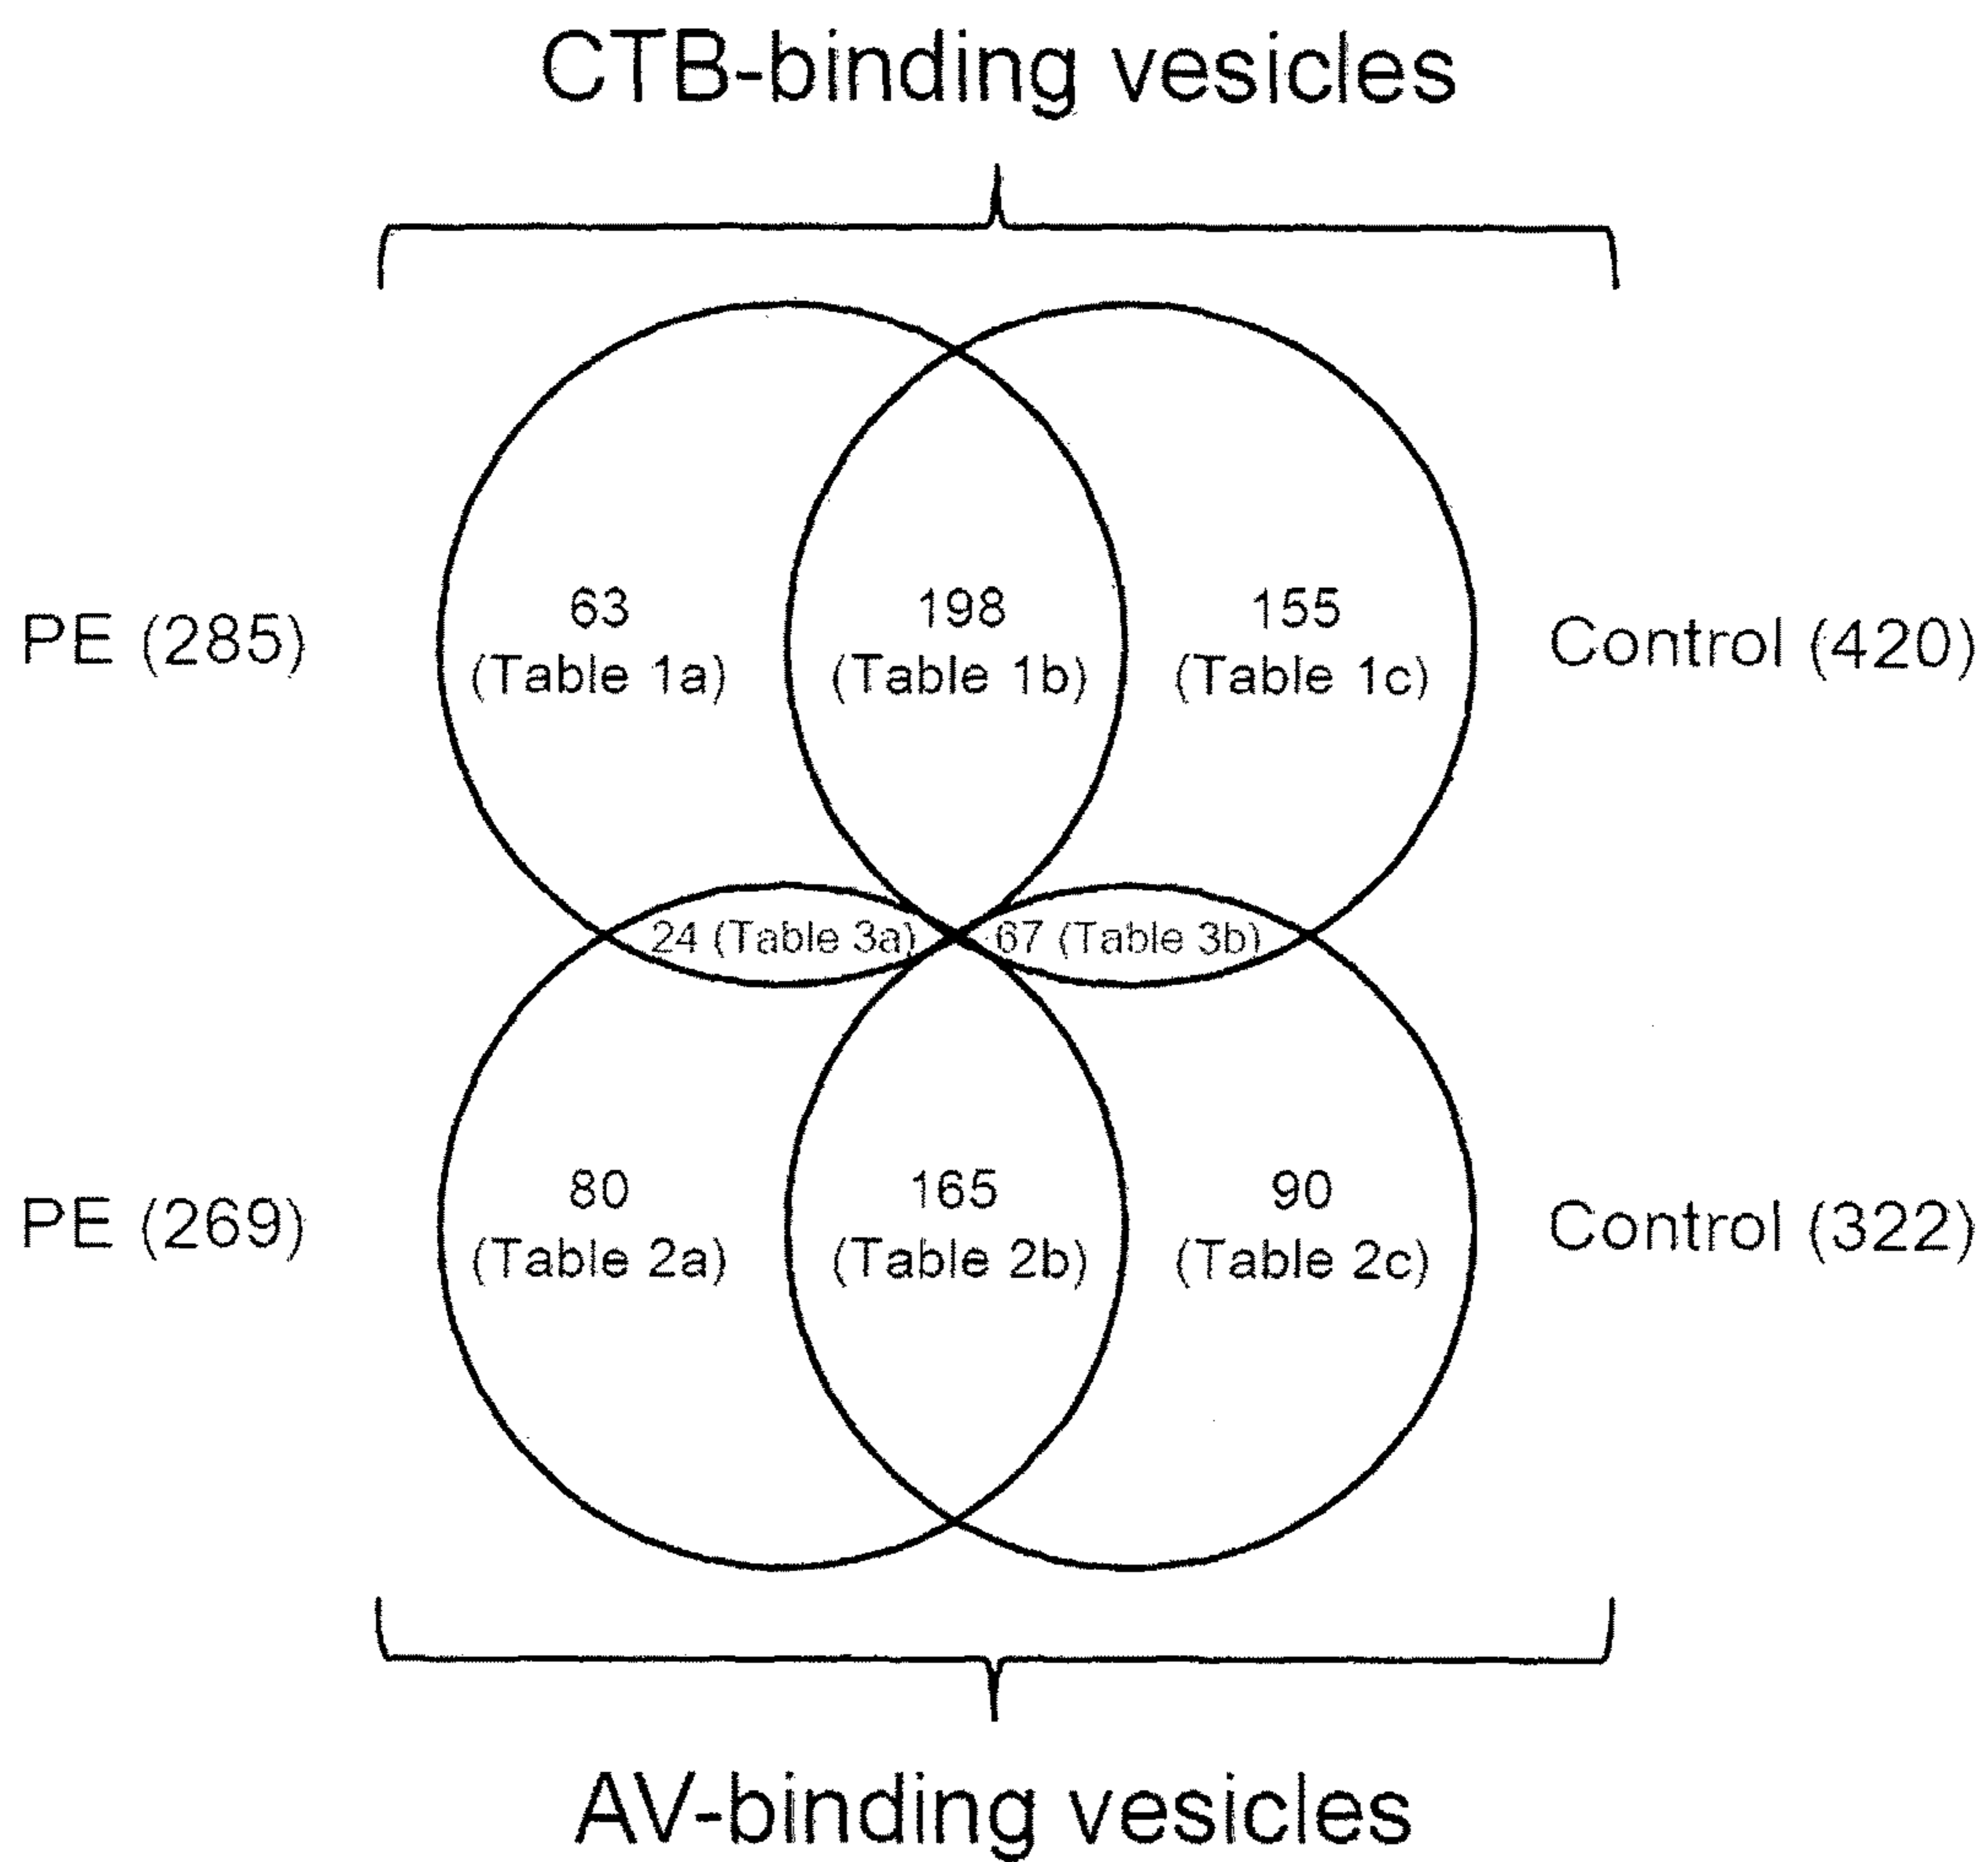 CTB-binding vesicles
PE (285)
63
(Table 1a)
198
(Table 1b)
155
(Table 1c)
Control (420)
24 (Table 3a)
67 (Table 3b)
PE (269)
80
(Table 2a)
165
(Table 2b)
90
(Table 2c)
Control (322)
AV-binding vesicles